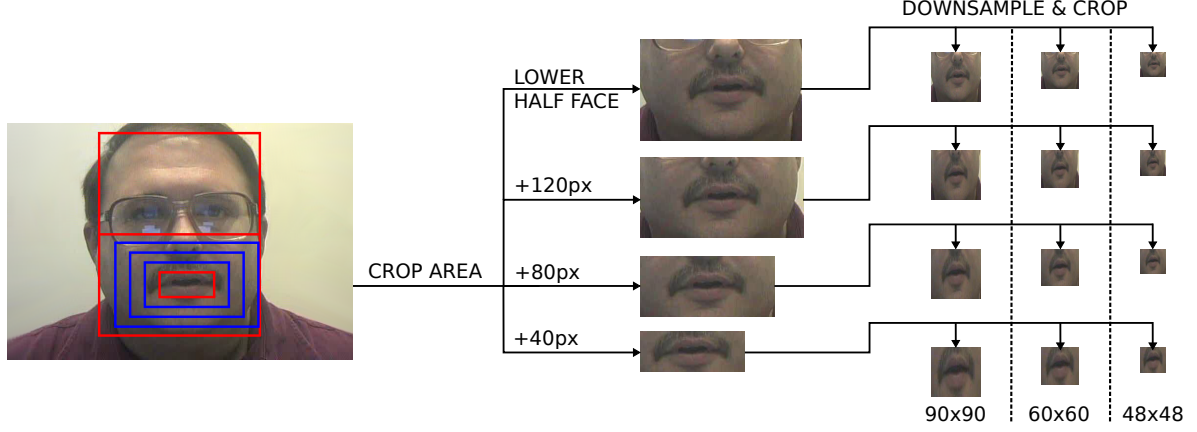 DOWNSAMPLE & CROP
LOWER
HALF FACE
+120px
CROP AREA
+80px
+40px
90x90
60x60
48x48